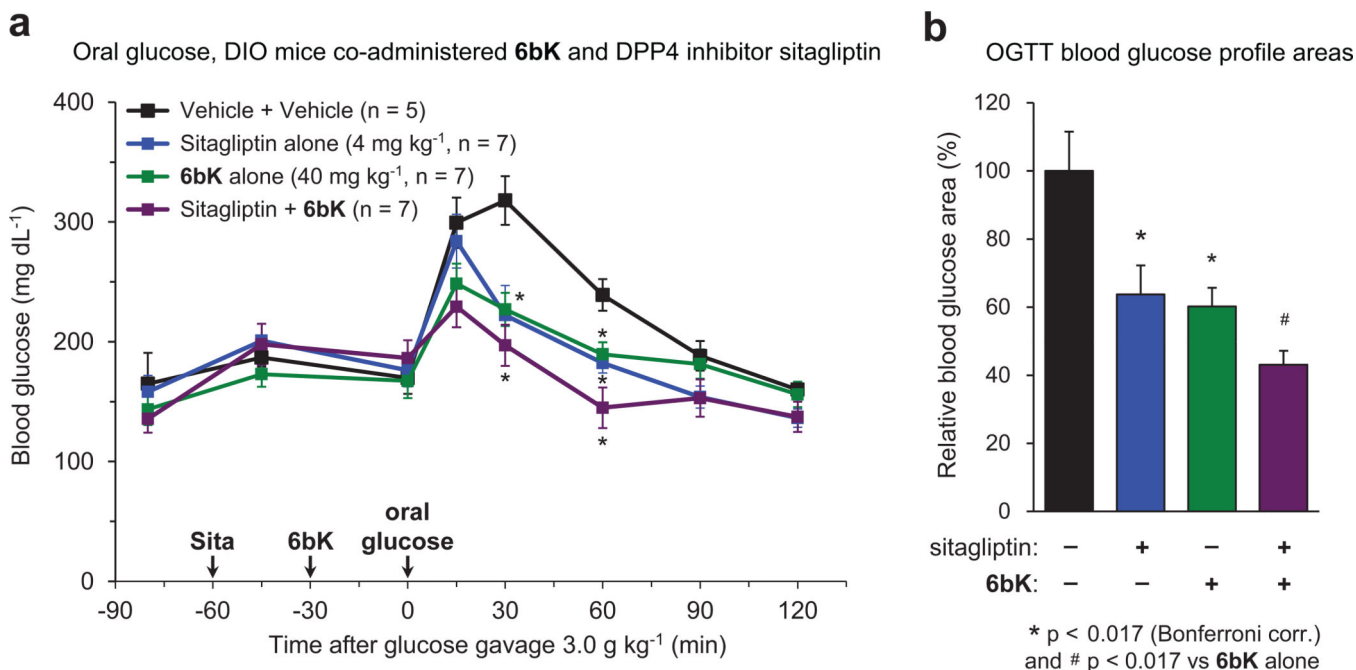 a
Oral glucose, DIO mice co-administered 6bK and DPP4 inhibitor sitagliptin
400
300
200
100
0
Blood glucose (mg dL⁻¹)
Vehicle + Vehicle (n = 5)
Sitagliptin alone (4 mg kg⁻¹, n = 7)
6bK alone (40 mg kg⁻¹, n = 7)
Sitagliptin + 6bK (n = 7)
*
*
*
*
*
Sita
6bK
oral
glucose
-90 -60 -30 0 30 60 90 120
Time after glucose gavage 3.0 g kg⁻¹ (min)
b
OGTT blood glucose profile areas
120
100
80
60
40
20
0
Relative blood glucose area (%)
* * #
sitagliptin: – + – +
6bK: – – + +
* p < 0.017 (Bonferroni corr.)
and # p < 0.017 vs 6bK alone